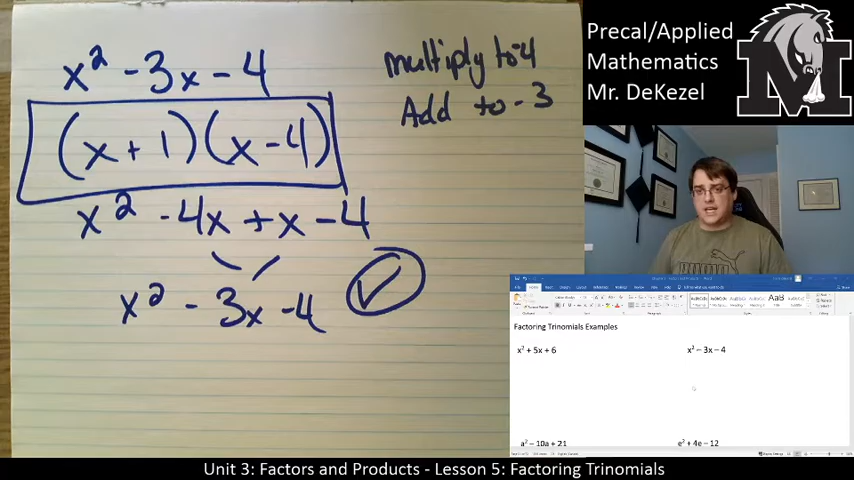 x² - 3x - 4
(x + 1)(x - 4)
x² - 4x + x - 4
x² - 3x - 4
multiply to -4
Add to - 3
Precal/Applied
Mathematics
Mr. DeKezel
M
Factoring Trinomials Examples
x² + 5x + 6
x² – 3x – 4
a² – 10a + 21
e² + 4e – 12
Unit 3: Factors and Products - Lesson 5: Factoring Trinomials